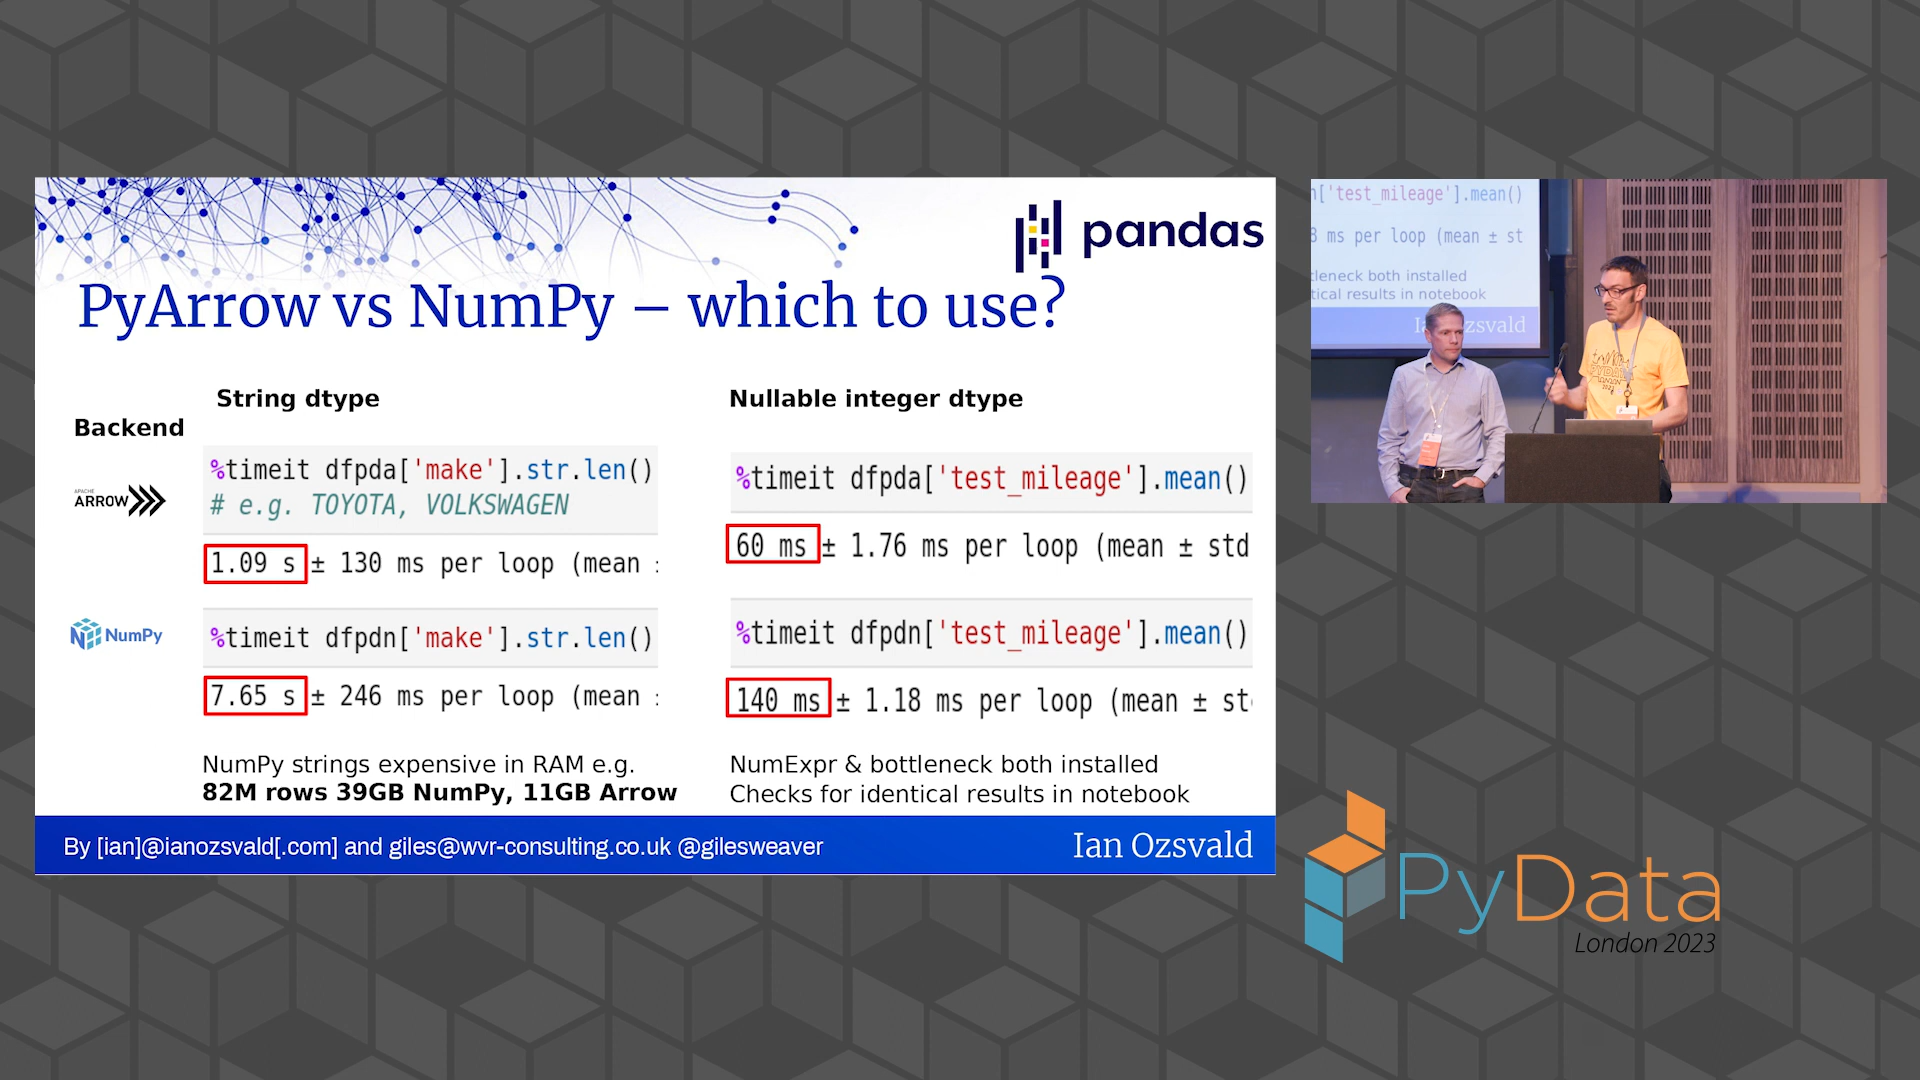 pandas
PyArrow vs NumPy – which to use?
String dtype
Nullable integer dtype
Backend
APACHE
ARROW
%timeit dfpda['make'].str.len()
# e.g. TOYOTA, VOLKSWAGEN
1.09 s ± 130 ms per loop (mean
%timeit dfpda['test_mileage'].mean()
60 ms ± 1.76 ms per loop (mean ± std
NumPy
%timeit dfpdn['make'].str.len()
7.65 s ± 246 ms per loop (mean
%timeit dfpdn['test_mileage'].mean()
140 ms ± 1.18 ms per loop (mean ± st
NumPy strings expensive in RAM e.g.
82M rows 39GB NumPy, 11GB Arrow
NumExpr & bottleneck both installed
Checks for identical results in notebook
By [ian]@ianozsvald[.com] and giles@wvr-consulting.co.uk @gilesweaver
Ian Ozsvald
['test_mileage'].mean()
8 ms per loop (mean ± st
tleneck both installed
tical results in notebook
Ia zsvald
PyData
London 2023